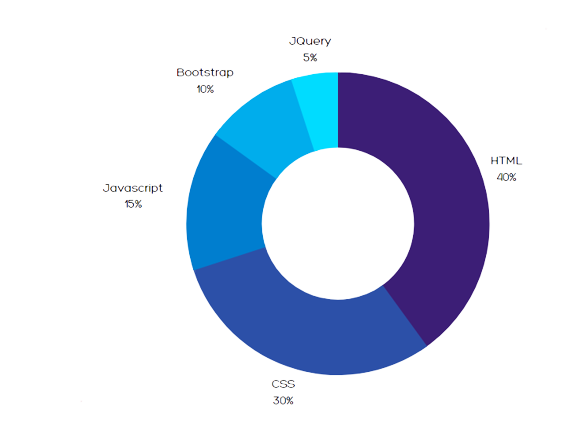 JQuery
5%
Bootstrap
10%
HTML
40%
Javascript
15%
CSS
30%